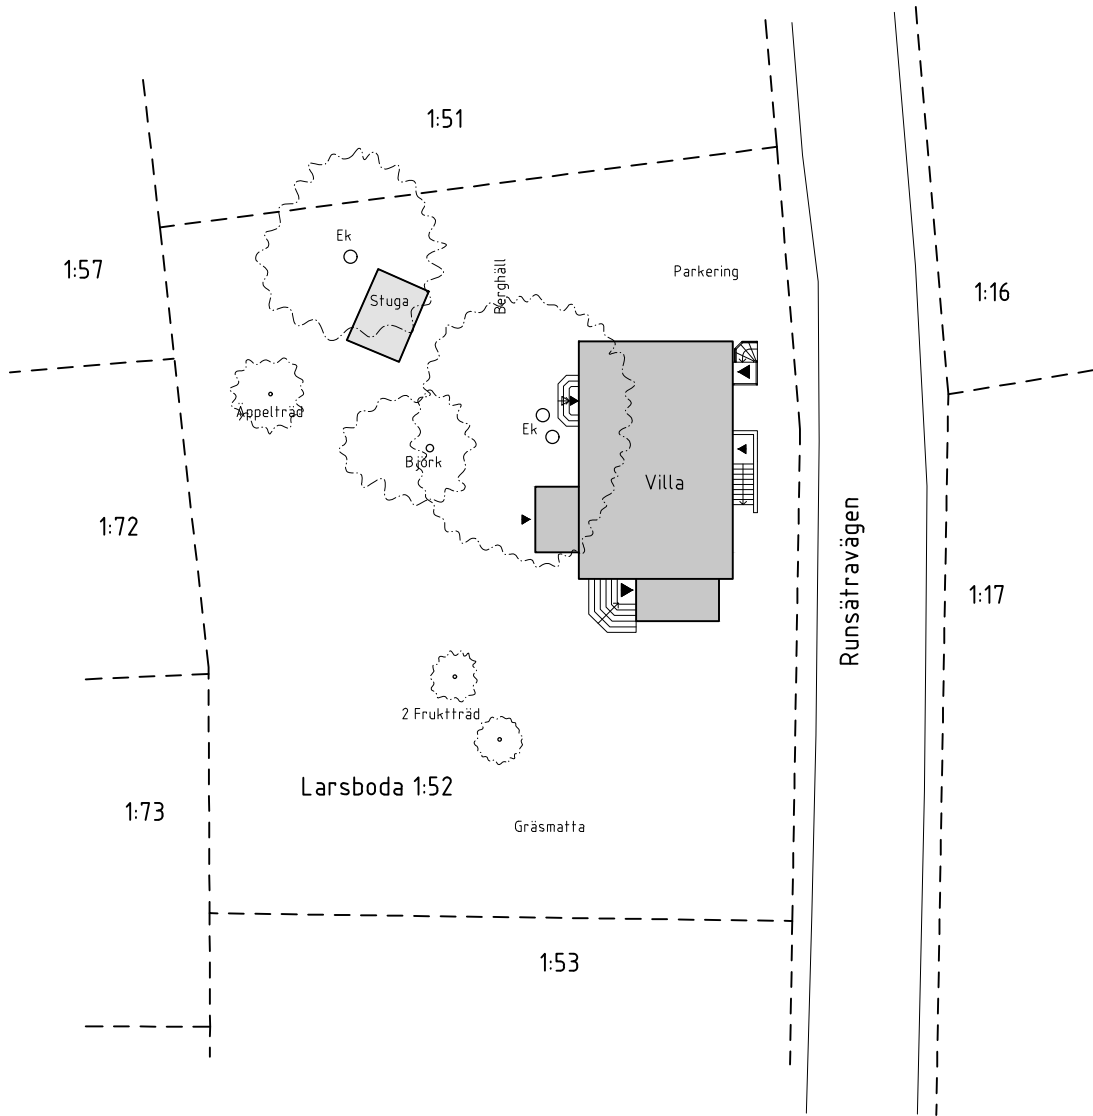 1:51
Ek
1:57
Berghäll
Parkering
1:16
Stuga
Äppelträd
Ek
Björk
Villa
1:72
Runsätravägen
1:17
2 Fruktträd
Larsboda 1:52
1:73
Gräsmatta
1:53